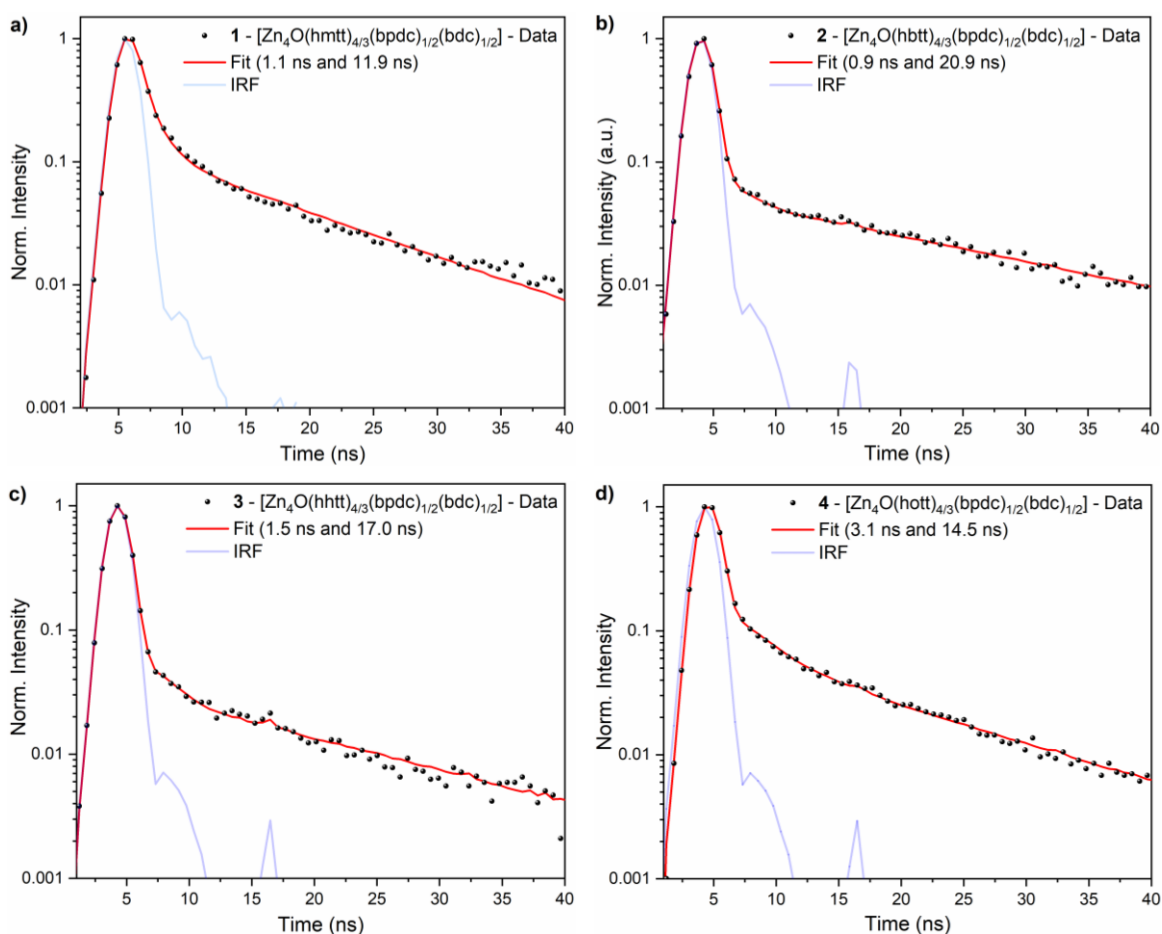 a)
1 - [Zn4O(hmtt)4/3(bpdc)1/2(bdc)1/2] - Data
Fit (1.1 ns and 11.9 ns)
IRF
Norm. Intensity
1
0.1
0.01
0.001
5 10 15 20 25 30 35 40
Time (ns)
b)
2 - [Zn4O(hbtt)4/3(bpdc)1/2(bdc)1/2] - Data
Fit (0.9 ns and 20.9 ns)
IRF
Norm. Intensity (a.u.)
1
0.1
0.01
0.001
5 10 15 20 25 30 35 40
Time (ns)
c)
3 - [Zn4O(hhtt)4/3(bpdc)1/2(bdc)1/2] - Data
Fit (1.5 ns and 17.0 ns)
IRF
Norm. Intensity
1
0.1
0.01
0.001
5 10 15 20 25 30 35 40
Time (ns)
d)
4 - [Zn4O(hott)4/3(bpdc)1/2(bdc)1/2] - Data
Fit (3.1 ns and 14.5 ns)
IRF
Norm. Intensity
1
0.1
0.01
0.001
5 10 15 20 25 30 35 40
Time (ns)